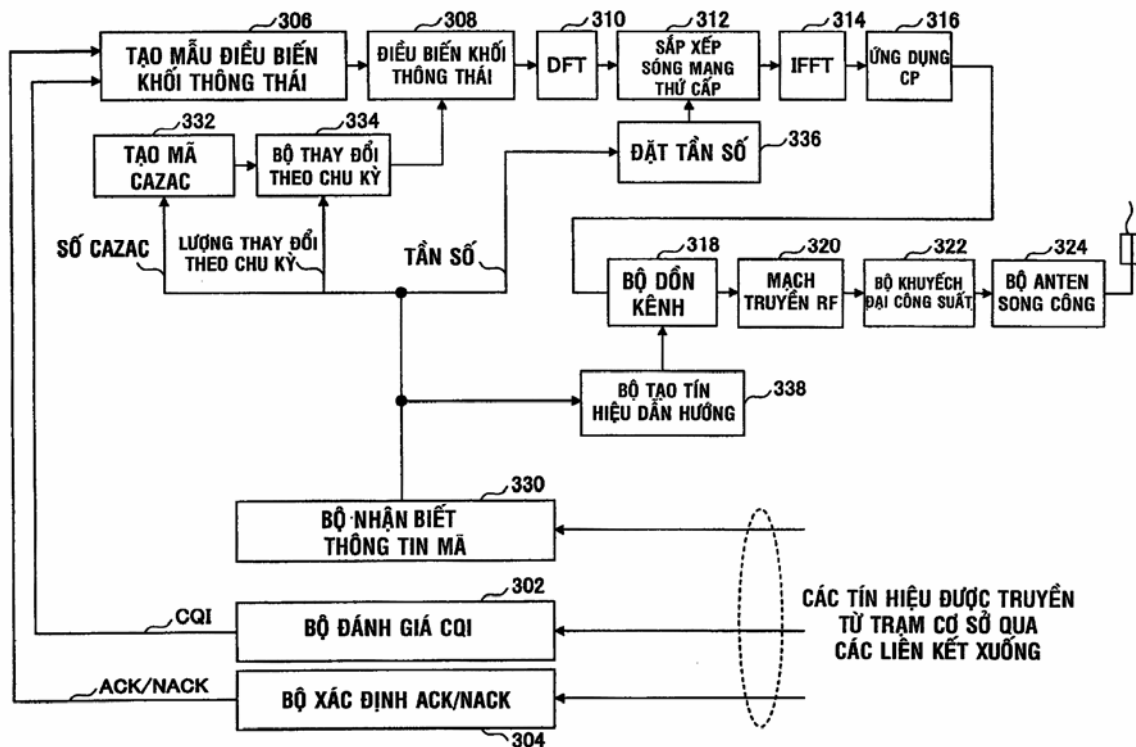 306
308
310
312
314
316
TẠO MẪU ĐIỀU BIẾN
KHỐI THÔNG THÁI
ĐIỀU BIẾN KHỐI
THÔNG THÁI
DFT
SẮP XẾP
SÓNG MANG
THỨ CẤP
IFFT
ỨNG DỤNG
CP
332
334
336
TẠO MÃ
CAZAC
BỘ THAY ĐỔI
THEO CHU KỲ
ĐẶT TẦN SỐ
SỐ CAZAC
LƯỢNG THAY ĐỔI
THEO CHU KỲ
TẦN SỐ
318
320
322
324
BỘ DỒN
KÊNH
MẠCH
TRUYỀN RF
BỘ KHUYẾCH
ĐẠI CÔNG SUẤT
BỘ ANTEN
SONG CÔNG
BỘ TẠO TÍN
HIỆU DẪN HƯỚNG
338
330
BỘ NHẬN BIẾT
THÔNG TIN MÃ
302
CQI
BỘ ĐÁNH GIÁ CQI
CÁC TÍN HIỆU ĐƯỢC TRUYỀN
TỪ TRẠM CƠ SỞ QUA
CÁC LIÊN KẾT XUỐNG
ACK/NACK
BỘ XÁC ĐỊNH ACK/NACK
304